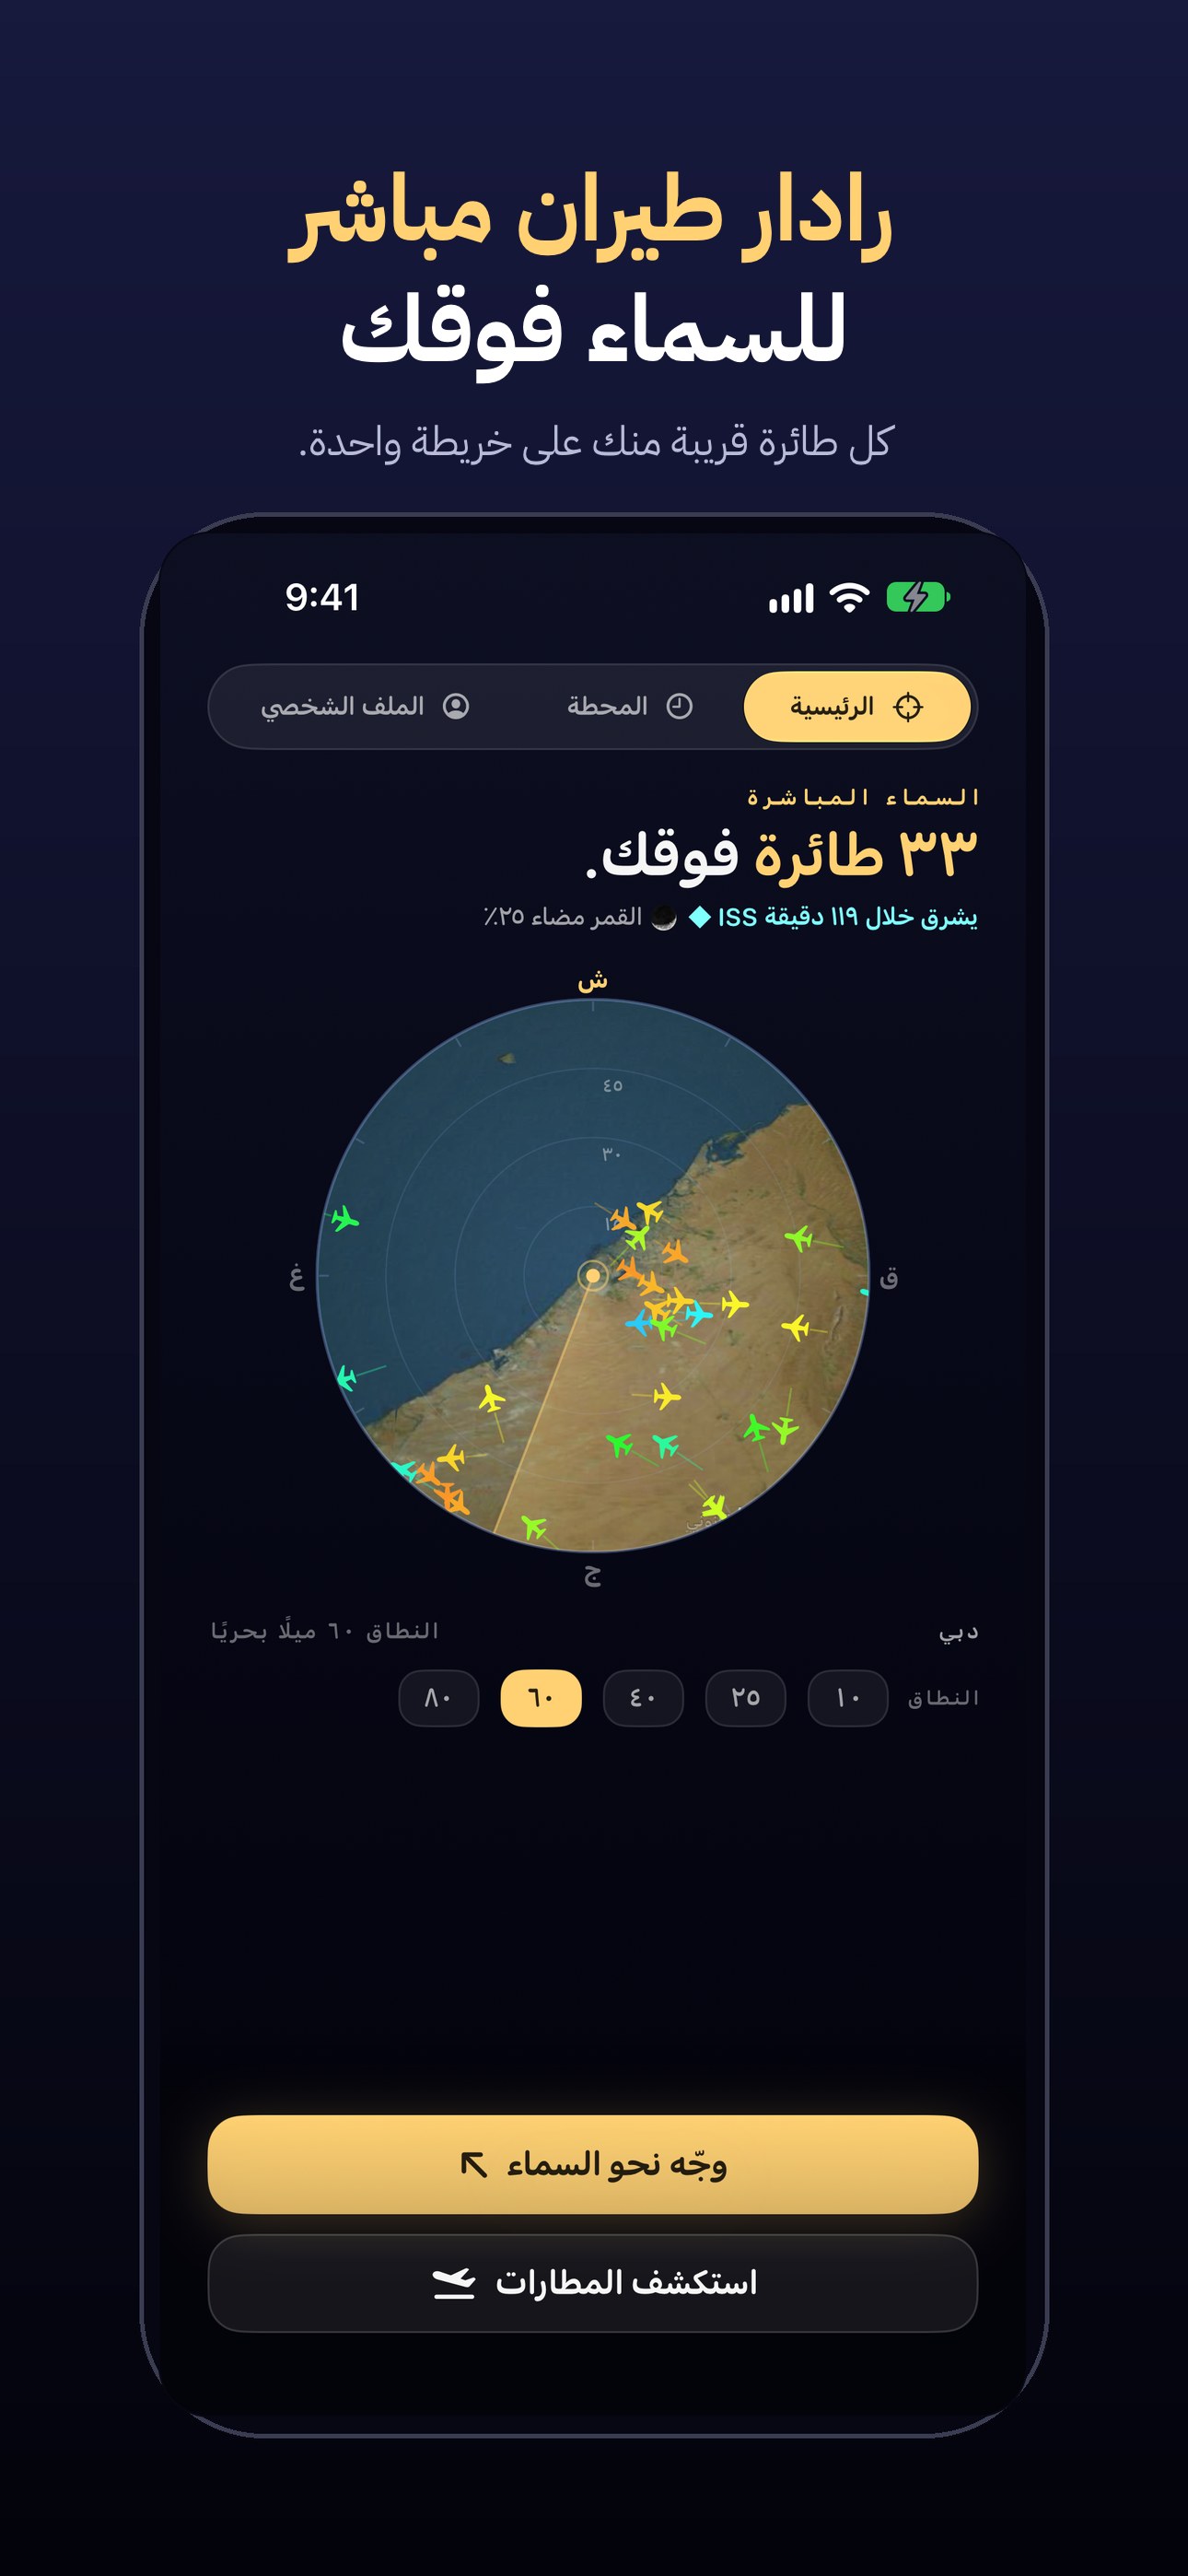 رادار طيران مباشر
للسماء فوقك
كل طائرة قريبة منك على خريطة واحدة.
9:41
الرئيسية المحطة الملف الشخصي
السماء المباشرة
٣٣ طائرة فوقك.
يشرق خلال ١١٩ دقيقة ISS ◆ القمر مضاء ٢٥٪
ش
٤٥
٣٠
غ
ق
ج
دبي النطاق ٦٠ ميلًا بحريًا
النطاق ١٠ ٢٥ ٤٠ ٦٠ ٨٠
وجّه نحو السماء
استكشف المطارات